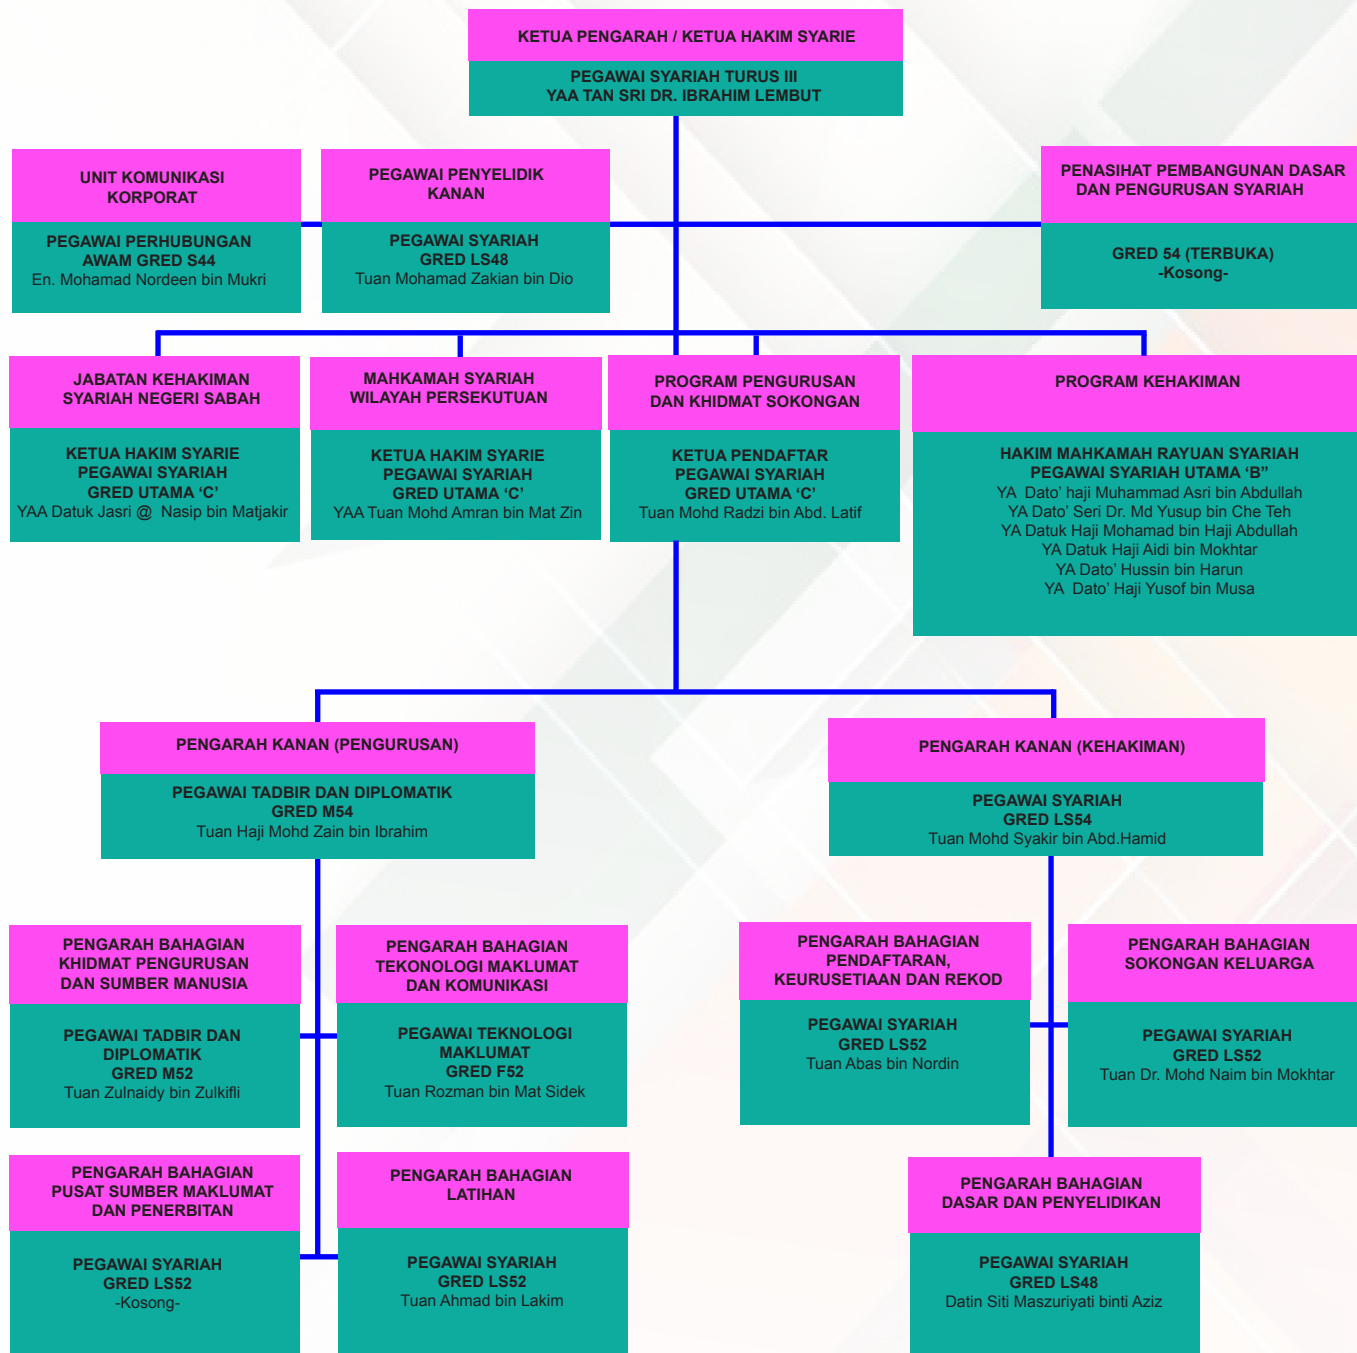 KETUA PENGARAH / KETUA HAKIM SYARIE
PEGAWAI SYARIAH TURUS III
YAA TAN SRI DR. IBRAHIM LEMBUT
UNIT KOMUNIKASI
KORPORAT
PEGAWAI PERHUBUNGAN
AWAM GRED S44
En. Mohamad Nordeen bin Mukri
PEGAWAI PENYELIDIK
KANAN
PEGAWAI SYARIAH
GRED LS48
Tuan Mohamad Zakian bin Dio
PENASIHAT PEMBANGUNAN DASAR
DAN PENGURUSAN SYARIAH
GRED 54 (TERBUKA)
-Kosong-
JABATAN KEHAKIMAN
SYARIAH NEGERI SABAH
KETUA HAKIM SYARIE
PEGAWAI SYARIAH
GRED UTAMA ‘C’
YAA Datuk Jasri @  Nasip bin Matjakir
MAHKAMAH SYARIAH
WILAYAH PERSEKUTUAN
KETUA HAKIM SYARIE
PEGAWAI SYARIAH
GRED UTAMA ‘C’
YAA Tuan Mohd Amran bin Mat Zin
PROGRAM PENGURUSAN
DAN KHIDMAT SOKONGAN
KETUA PENDAFTAR
PEGAWAI SYARIAH
GRED UTAMA ‘C’
Tuan Mohd Radzi bin Abd. Latif
PROGRAM KEHAKIMAN
HAKIM MAHKAMAH RAYUAN SYARIAH
PEGAWAI SYARIAH UTAMA ‘B”
YA  Dato’ haji Muhammad Asri bin Abdullah
YA Dato’ Seri Dr. Md Yusup bin Che Teh
YA Datuk Haji Mohamad bin Haji Abdullah
YA Datuk Haji Aidi bin Mokhtar
YA Dato’ Hussin bin Harun
YA  Dato’ Haji Yusof bin Musa
PENGARAH KANAN (PENGURUSAN)
PEGAWAI TADBIR DAN DIPLOMATIK
GRED M54
Tuan Haji Mohd Zain bin Ibrahim
PENGARAH KANAN (KEHAKIMAN)
PEGAWAI SYARIAH
GRED LS54
Tuan Mohd Syakir bin Abd.Hamid
PENGARAH BAHAGIAN
KHIDMAT PENGURUSAN
DAN SUMBER MANUSIA
PEGAWAI TADBIR DAN
DIPLOMATIK
GRED M52
Tuan Zulnaidy bin Zulkifli
PENGARAH BAHAGIAN
TEKONOLOGI MAKLUMAT
DAN KOMUNIKASI
PEGAWAI TEKNOLOGI
MAKLUMAT
GRED F52
Tuan Rozman bin Mat Sidek
PENGARAH BAHAGIAN
PENDAFTARAN,
KEURUSETIAAN DAN REKOD
PEGAWAI SYARIAH
GRED LS52
Tuan Abas bin Nordin
PENGARAH BAHAGIAN
SOKONGAN KELUARGA
PEGAWAI SYARIAH
GRED LS52
Tuan Dr. Mohd Naim bin Mokhtar
PENGARAH BAHAGIAN
PUSAT SUMBER MAKLUMAT
DAN PENERBITAN
PEGAWAI SYARIAH
GRED LS52
-Kosong-
PENGARAH BAHAGIAN
LATIHAN
PEGAWAI SYARIAH
GRED LS52
Tuan Ahmad bin Lakim
PENGARAH BAHAGIAN
DASAR DAN PENYELIDIKAN
PEGAWAI SYARIAH
GRED LS48
Datin Siti Maszuriyati binti Aziz